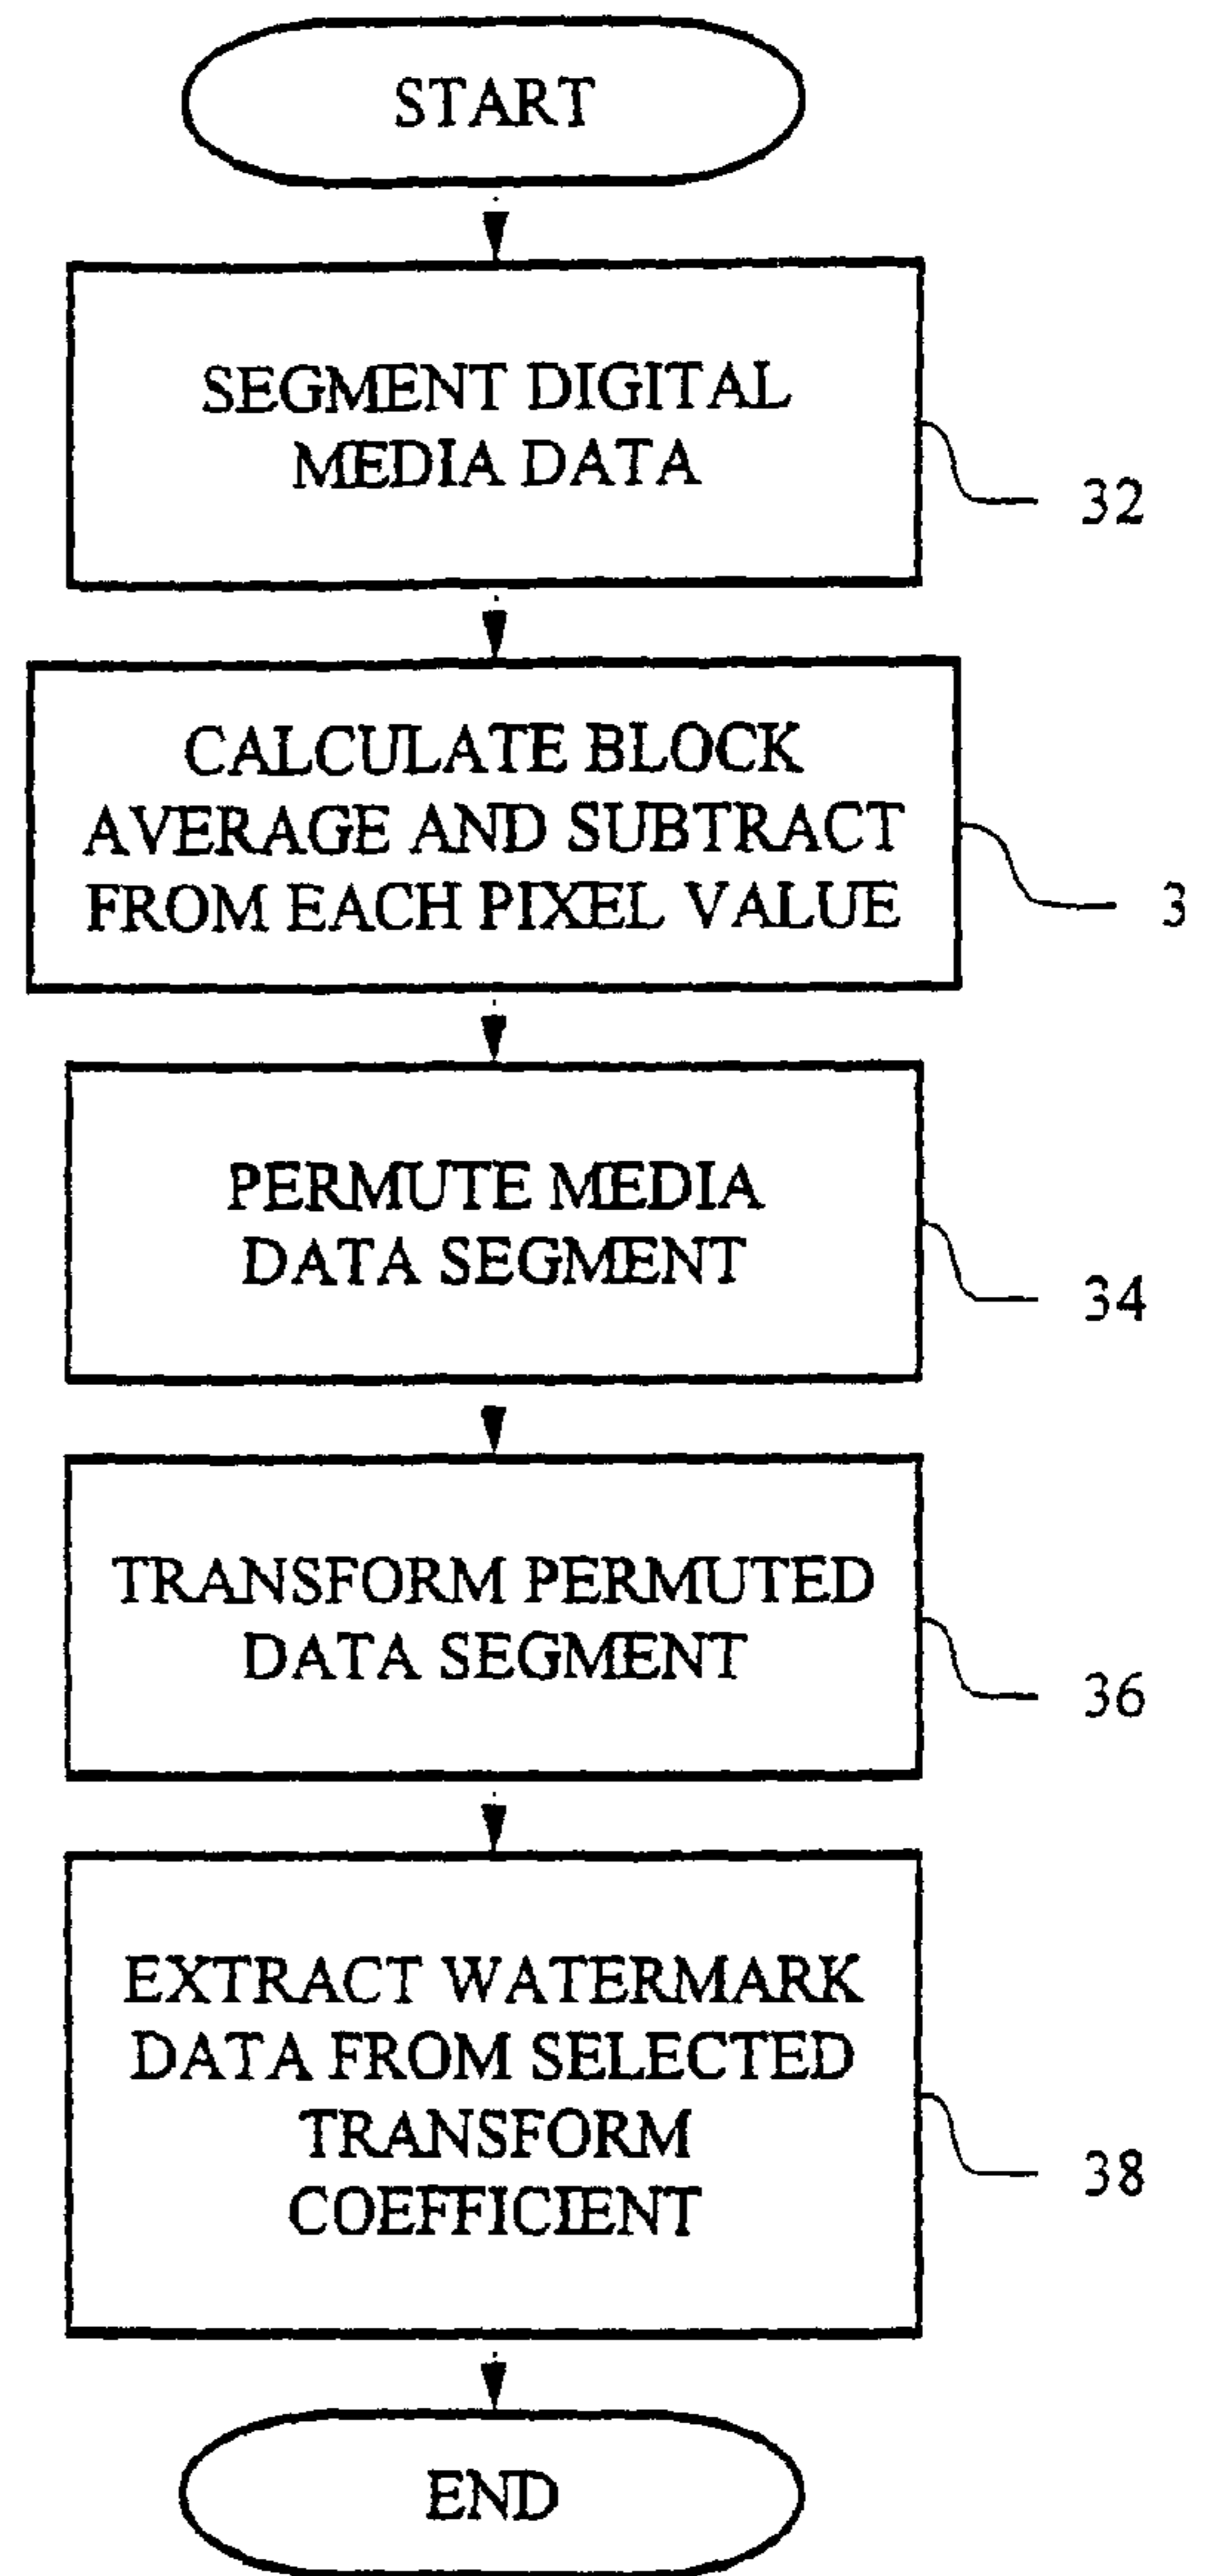 START
SEGMENT DIGITAL
MEDIA DATA
32
CALCULATE BLOCK
AVERAGE AND SUBTRACT
FROM EACH PIXEL VALUE
3
PERMUTE MEDIA
DATA SEGMENT
34
TRANSFORM PERMUTED
DATA SEGMENT
36
EXTRACT WATERMARK
DATA FROM SELECTED
TRANSFORM
COEFFICIENT
38
END